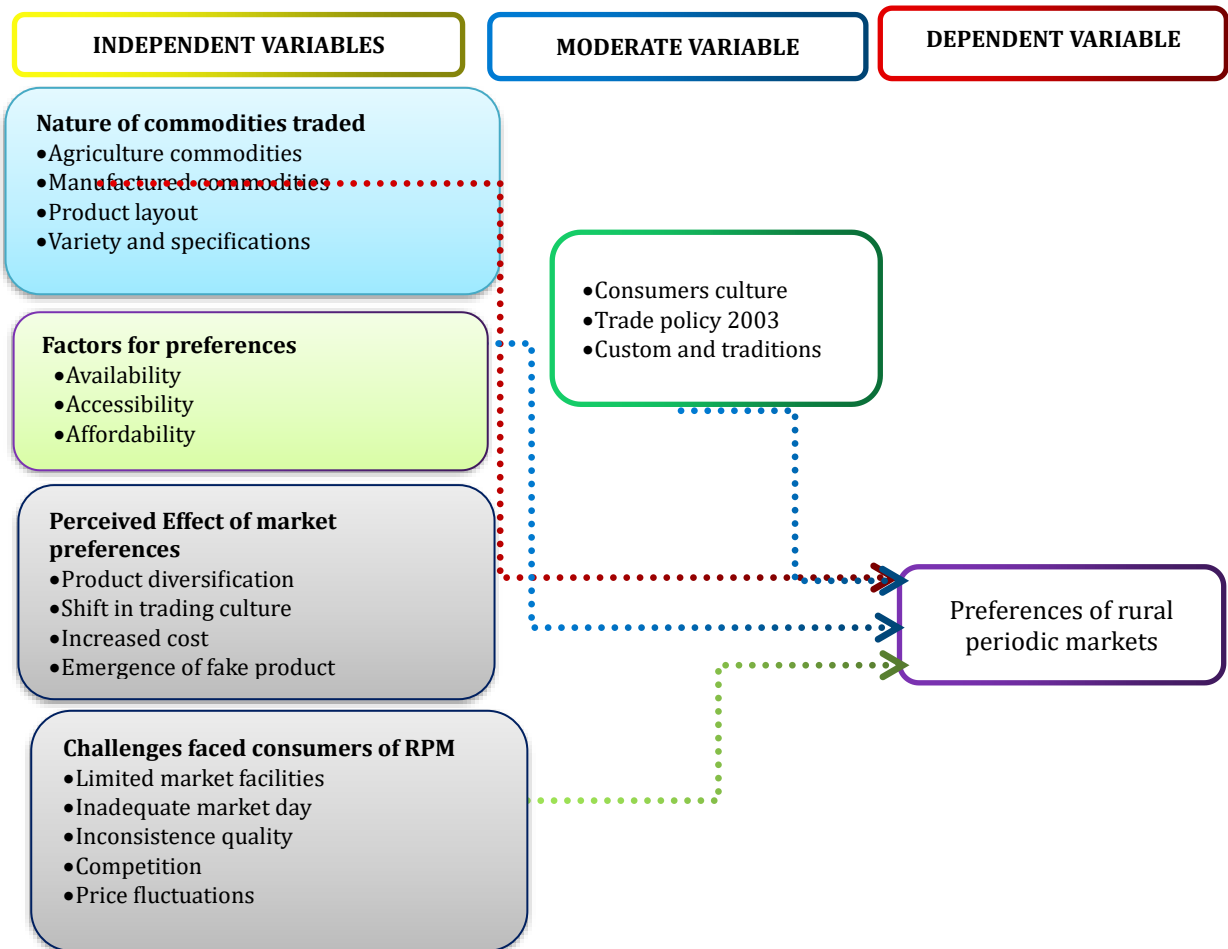 INDEPENDENT VARIABLES
MODERATE VARIABLE
DEPENDENT VARIABLE
Nature of commodities traded
•Agriculture commodities
•Manufactured commodities
•Product layout
•Variety and specifications
•Consumers culture
•Trade policy 2003
•Custom and traditions
Factors for preferences
•Availability
•Accessibility
•Affordability
Perceived Effect of market
preferences
•Product diversification
•Shift in trading culture
•Increased cost
•Emergence of fake product
Preferences of rural
periodic markets
Challenges faced consumers of RPM
•Limited market facilities
•Inadequate market day
•Inconsistence quality
•Competition
•Price fluctuations